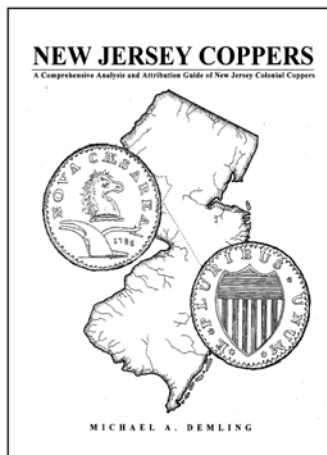 NEW JERSEY COPPERS
A Comprehensive Analysis and Attribution Guide of New Jersey Colonial Coppers
NOVA CÆSAREA
1786
* E * PLURIBUS * UNUM *
MICHAEL A. DEMLING